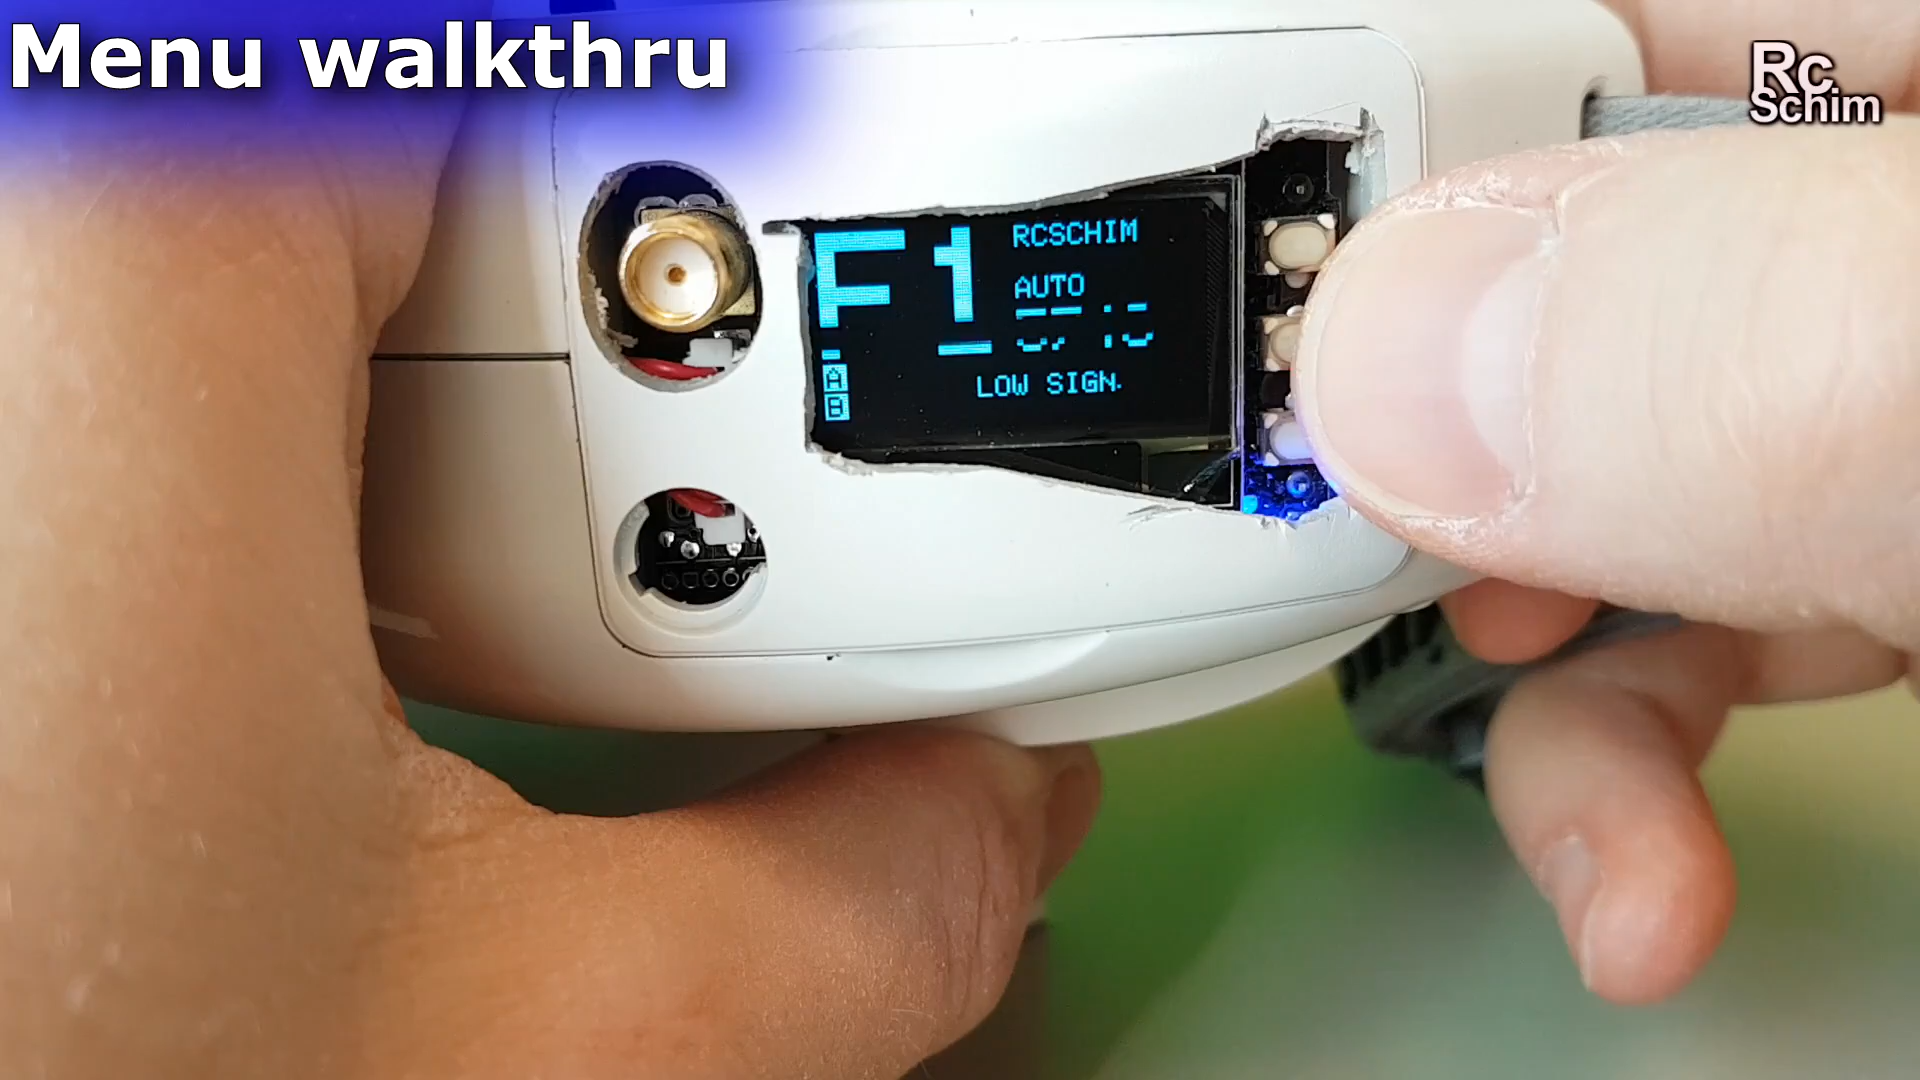 Menu walkthru
Rc
Schim
F1
RCSCHIM
AUTO
A
B
LOW SIGN.